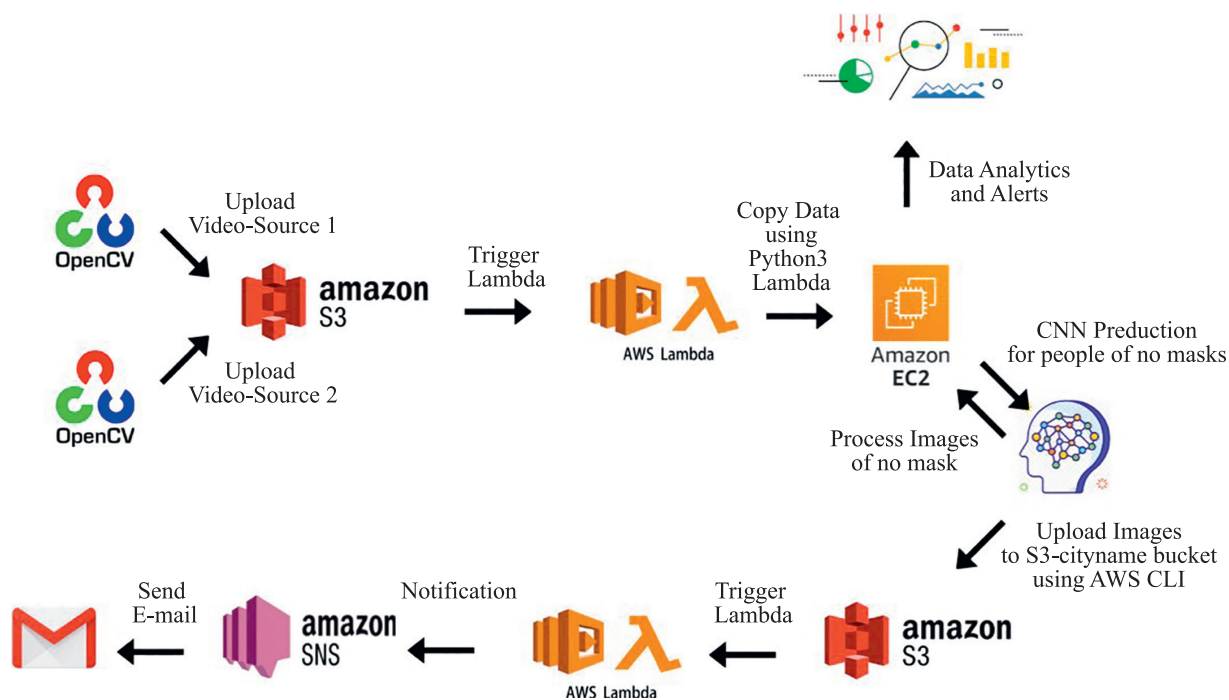 Data Analytics
and Alerts
Upload
Video-Source 1
OpenCV
Copy Data
using
Python3
Lambda
Trigger
Lambda
amazon
S3
AWS Lambda
Amazon
EC2
CNN Preduction
for people of no masks
OpenCV
Upload
Video-Source 2
Process Images
of no mask
Upload Images
to S3-cityname bucket
using AWS CLI
Trigger
Lambda
amazon
S3
AWS Lambda
Notification
amazon
SNS
Send
E-mail